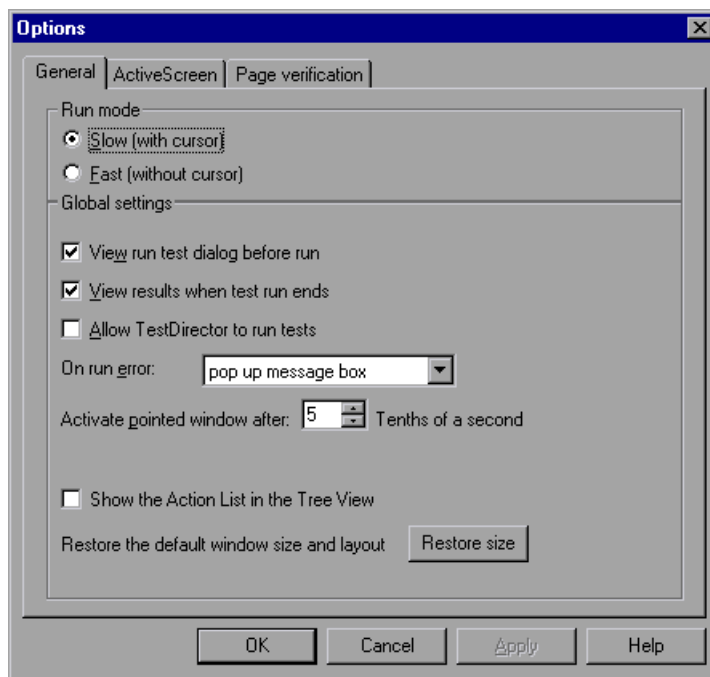 Options
General ActiveScreen Page verification
Run mode
Slow (with cursor)
Fast (without cursor)
Global settings
View run test dialog before run
View results when test run ends
Allow TestDirector to run tests
On run error: pop up message box
Activate pointed window after: 5 Tenths of a second
Show the Action List in the Tree View
Restore the default window size and layout Restore size
OK Cancel Apply Help